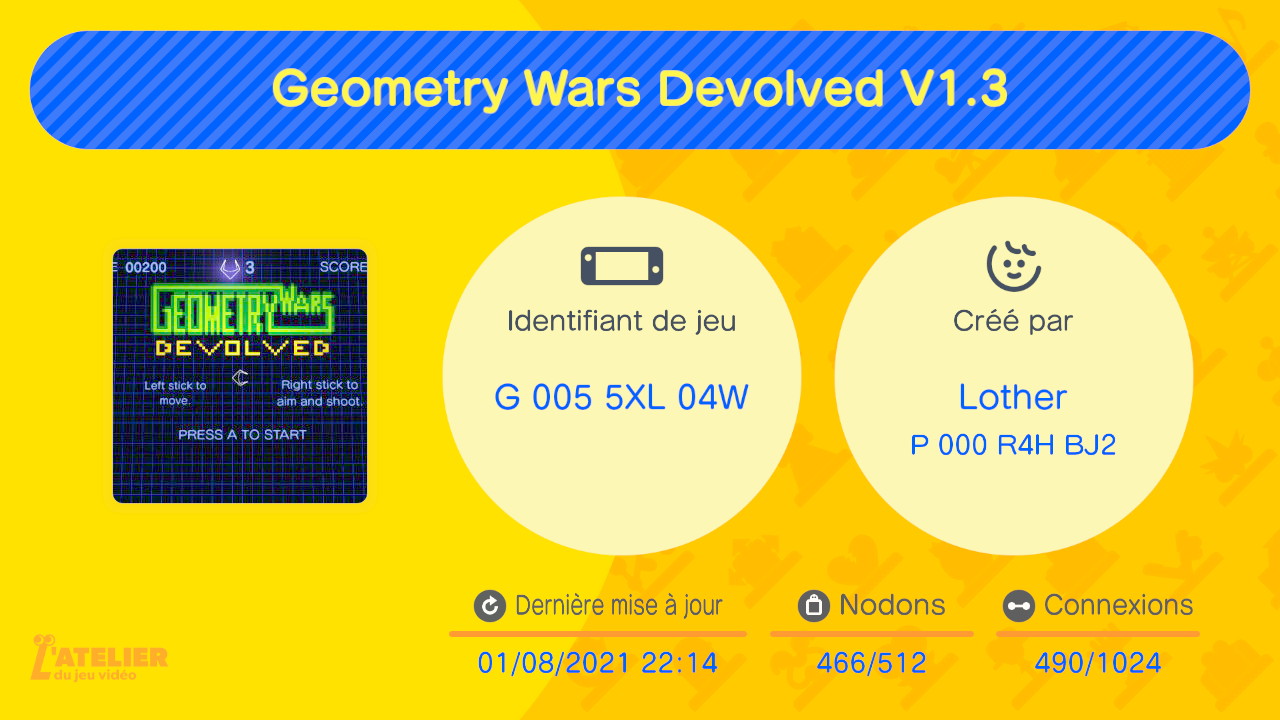 Geometry Wars Devolved V1.3
E 00200
3
SCORE
GEOMETRY WARS
DEVOLVED
Left stick to
move.
Right stick to
aim and shoot.
PRESS A TO START
Identifiant de jeu
G 005 5XL 04W
Créé par
Lother
P 000 R4H BJ2
Dernière mise à jour
01/08/2021 22:14
Nodons
466/512
Connexions
490/1024
L'ATELIER
du jeu vidéo